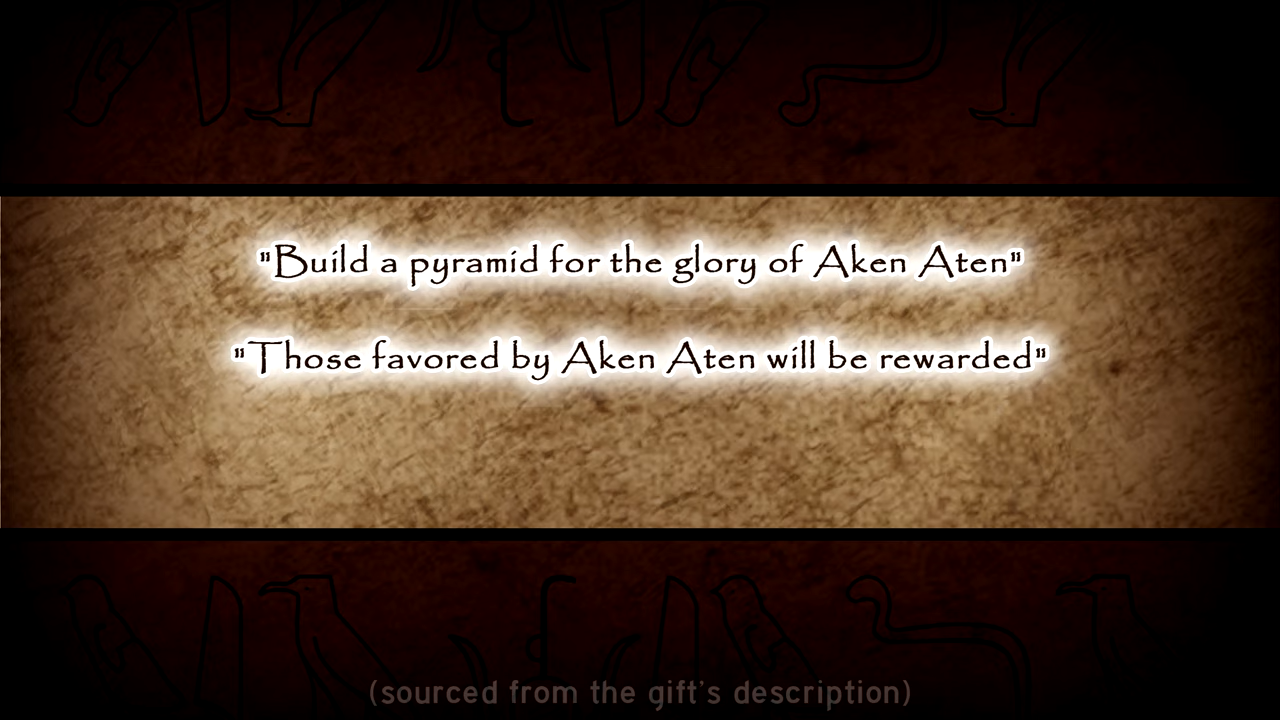 "Build a pyramid for the glory of Aken Aten"
"Those favored by Aken Aten will be rewarded"
(sourced from the gift's description)